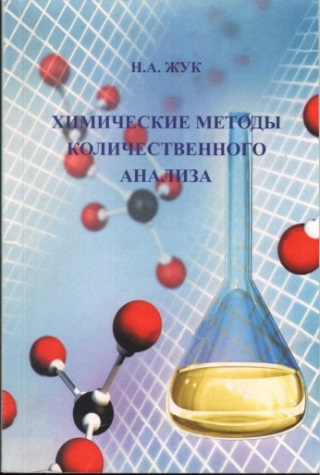 Н.А. ЖУК
ХИМИЧЕСКИЕ МЕТОДЫ
КОЛИЧЕСТВЕННОГО
АНАЛИЗА